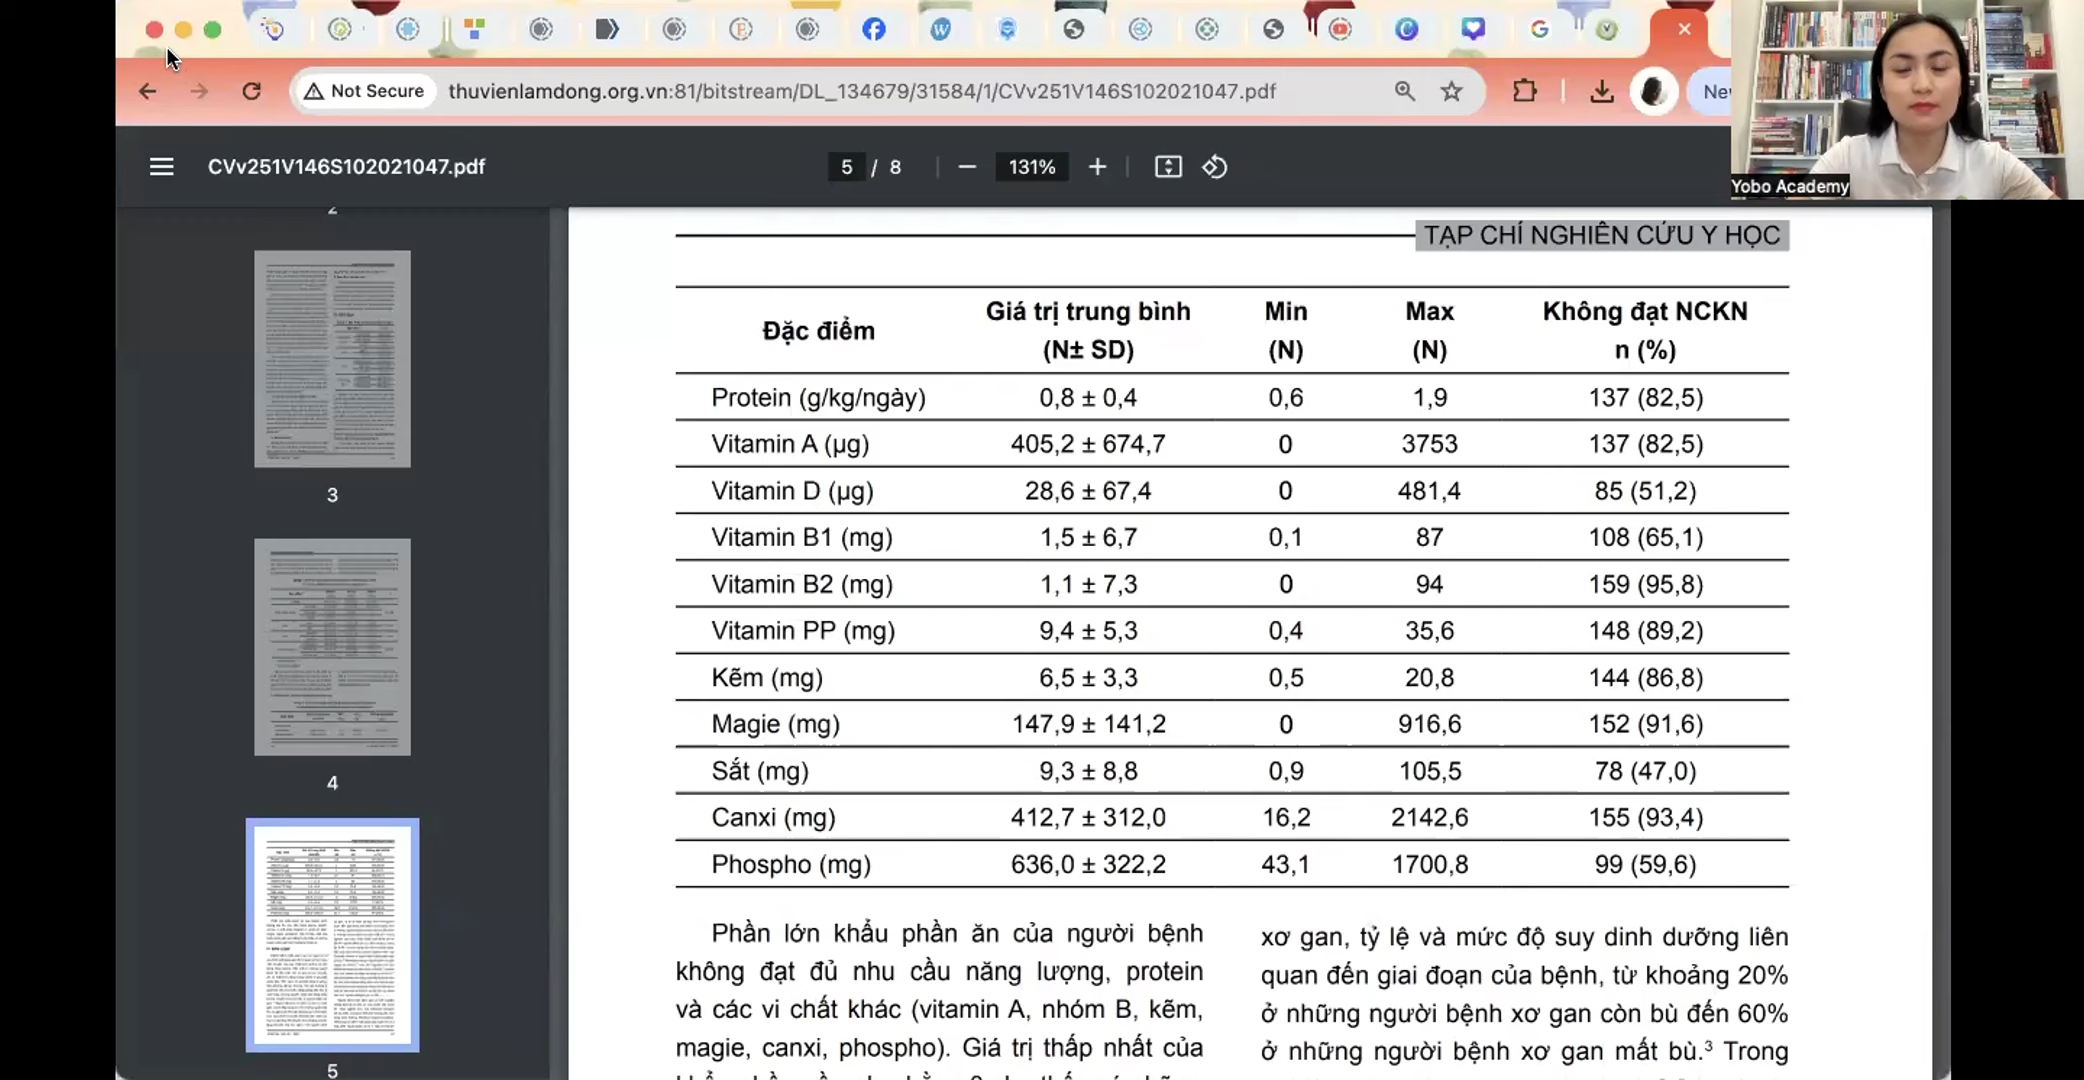 Not Secure
thuvienlamdong.org.vn:81/bitstream/DL_134679/31584/1/CVv251V146S102021047.pdf
Yobo Academy
CVv251V146S102021047.pdf
5 / 8
131%
2
3
4
5
TẠP CHÍ NGHIÊN CỨU Y HỌC
Đặc điểm Giá trị trung bình (N± SD) Min (N) Max (N) Không đạt NCKN n (%)
Protein (g/kg/ngày) 0,8 ± 0,4 0,6 1,9 137 (82,5)
Vitamin A (µg) 405,2 ± 674,7 0 3753 137 (82,5)
Vitamin D (µg) 28,6 ± 67,4 0 481,4 85 (51,2)
Vitamin B1 (mg) 1,5 ± 6,7 0,1 87 108 (65,1)
Vitamin B2 (mg) 1,1 ± 7,3 0 94 159 (95,8)
Vitamin PP (mg) 9,4 ± 5,3 0,4 35,6 148 (89,2)
Kẽm (mg) 6,5 ± 3,3 0,5 20,8 144 (86,8)
Magie (mg) 147,9 ± 141,2 0 916,6 152 (91,6)
Sắt (mg) 9,3 ± 8,8 0,9 105,5 78 (47,0)
Canxi (mg) 412,7 ± 312,0 16,2 2142,6 155 (93,4)
Phospho (mg) 636,0 ± 322,2 43,1 1700,8 99 (59,6)
Phần lớn khẩu phần ăn của người bệnh
không đạt đủ nhu cầu năng lượng, protein
và các vi chất khác (vitamin A, nhóm B, kẽm,
magie, canxi, phospho). Giá trị thấp nhất của
xơ gan, tỷ lệ và mức độ suy dinh dưỡng liên
quan đến giai đoạn của bệnh, từ khoảng 20%
ở những người bệnh xơ gan còn bù đến 60%
ở những người bệnh xơ gan mất bù.³ Trong